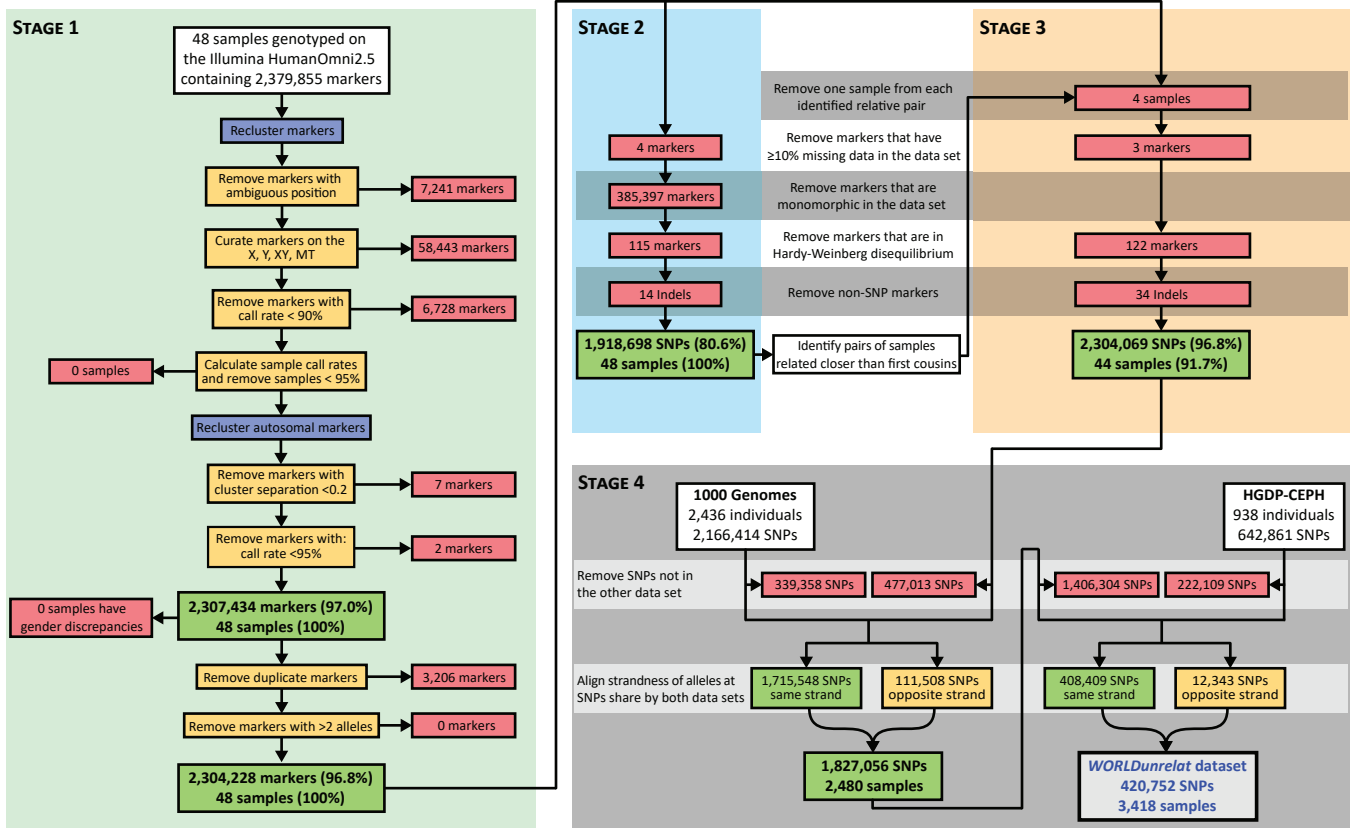 STAGE 1
48 samples genotyped on
the Illumina HumanOmni2.5
containing 2,379,855 markers
Recluster markers
Remove markers with
ambiguous position
7,241 markers
Curate markers on the
X, Y, XY, MT
58,443 markers
Remove markers with
call rate < 90%
6,728 markers
Calculate sample call rates
and remove samples < 95%
0 samples
Recluster autosomal markers
Remove markers with
cluster separation <0.2
7 markers
Remove markers with:
call rate <95%
2 markers
2,307,434 markers (97.0%)
48 samples (100%)
0 samples have
gender discrepancies
Remove duplicate markers
3,206 markers
Remove markers with >2 alleles
0 markers
2,304,228 markers (96.8%)
48 samples (100%)
STAGE 2
4 markers
385,397 markers
115 markers
14 Indels
1,918,698 SNPs (80.6%)
48 samples (100%)
Remove one sample from each
identified relative pair
Remove markers that have
≥10% missing data in the data set
Remove markers that are
monomorphic in the data set
Remove markers that are in
Hardy-Weinberg disequilibrium
Remove non-SNP markers
Identify pairs of samples
related closer than first cousins
STAGE 3
4 samples
3 markers
122 markers
34 Indels
2,304,069 SNPs (96.8%)
44 samples (91.7%)
STAGE 4
1000 Genomes
2,436 individuals
2,166,414 SNPs
HGDP-CEPH
938 individuals
642,861 SNPs
Remove SNPs not in
the other data set
339,358 SNPs
477,013 SNPs
1,406,304 SNPs
222,109 SNPs
Align strandness of alleles at
SNPs share by both data sets
1,715,548 SNPs
same strand
111,508 SNPs
opposite strand
408,409 SNPs
same strand
12,343 SNPs
opposite strand
1,827,056 SNPs
2,480 samples
WORLDunrelat dataset
420,752 SNPs
3,418 samples